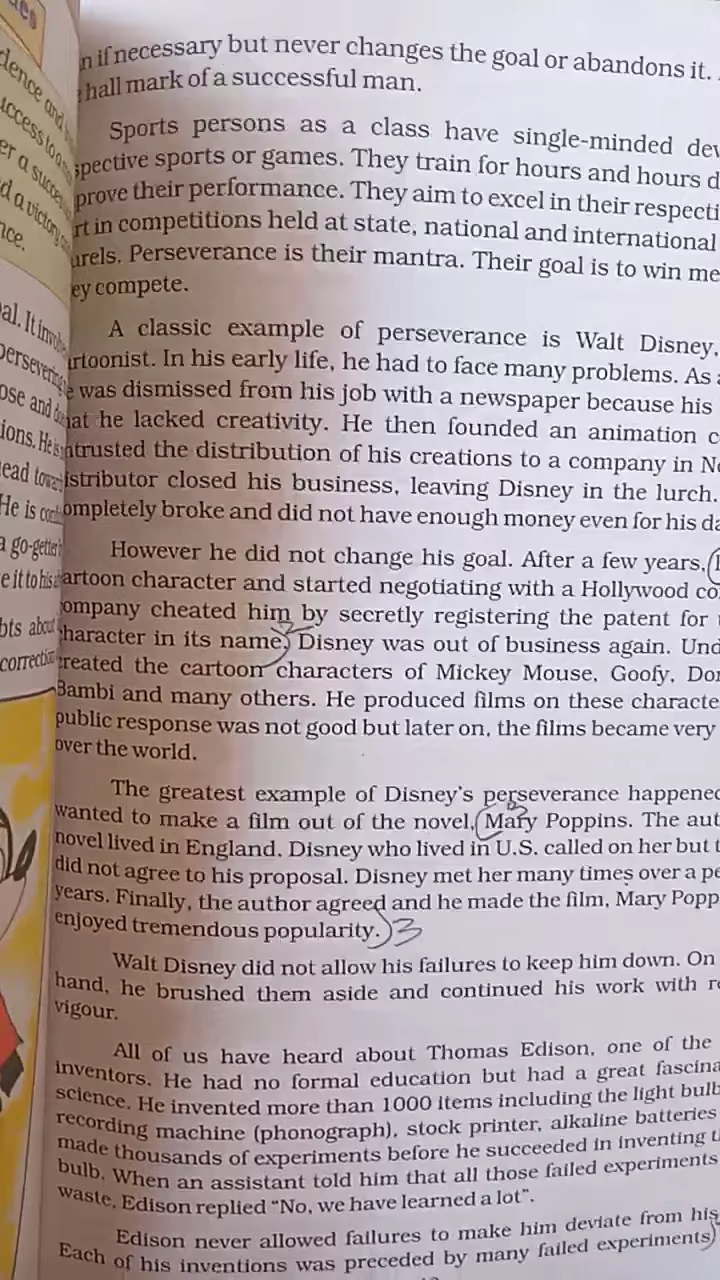 if necessary but never changes the goal or abandons it.
hall mark of a successful man.
Sports persons as a class have single-minded
spective sports or games. They train for hours and hours
prove their performance. They aim to excel in their respecti
rt in competitions held at state, national and international
urels. Perseverance is their mantra. Their goal is to win me
ey compete.
A classic example of perseverance is Walt Disney,
rtoonist. In his early life, he had to face many problems. As
was dismissed from his job with a newspaper because his
at he lacked creativity. He then founded an animation
ntrusted the distribution of his creations to a company in
istributor closed his business, leaving Disney in the lurch.
ompletely broke and did not have enough money even for his
However he did not change his goal. After a few years,
artoon character and started negotiating with a Hollywood
ompany cheated him by secretly registering the patent for
haracter in its name. Disney was out of business again.
reated the cartoon characters of Mickey Mouse, Goofy,
Bambi and many others. He produced films on these characte
public response was not good but later on, the films became very
over the world.
The greatest example of Disney's perseverance happened
wanted to make a film out of the novel, Mary Poppins. The
novel lived in England. Disney who lived in U.S. called on her but
did not agree to his proposal. Disney met her many times over a
years. Finally, the author agreed and he made the film, Mary Popp
enjoyed tremendous popularity. 3
Walt Disney did not allow his failures to keep him down. On
hand, he brushed them aside and continued his work with
vigour.
All of us have heard about Thomas Edison, one of the
inventors. He had no formal education but had a great fascina
science. He invented more than 1000 items including the light bulb
recording machine (phonograph), stock printer, alkaline batteries
made thousands of experiments before he succeeded in inventing
bulb. When an assistant told him that all those failed experiments
waste, Edison replied "No, we have learned a lot".
Edison never allowed failures to make him deviate from his
Each of his inventions was preceded by many failed experiments